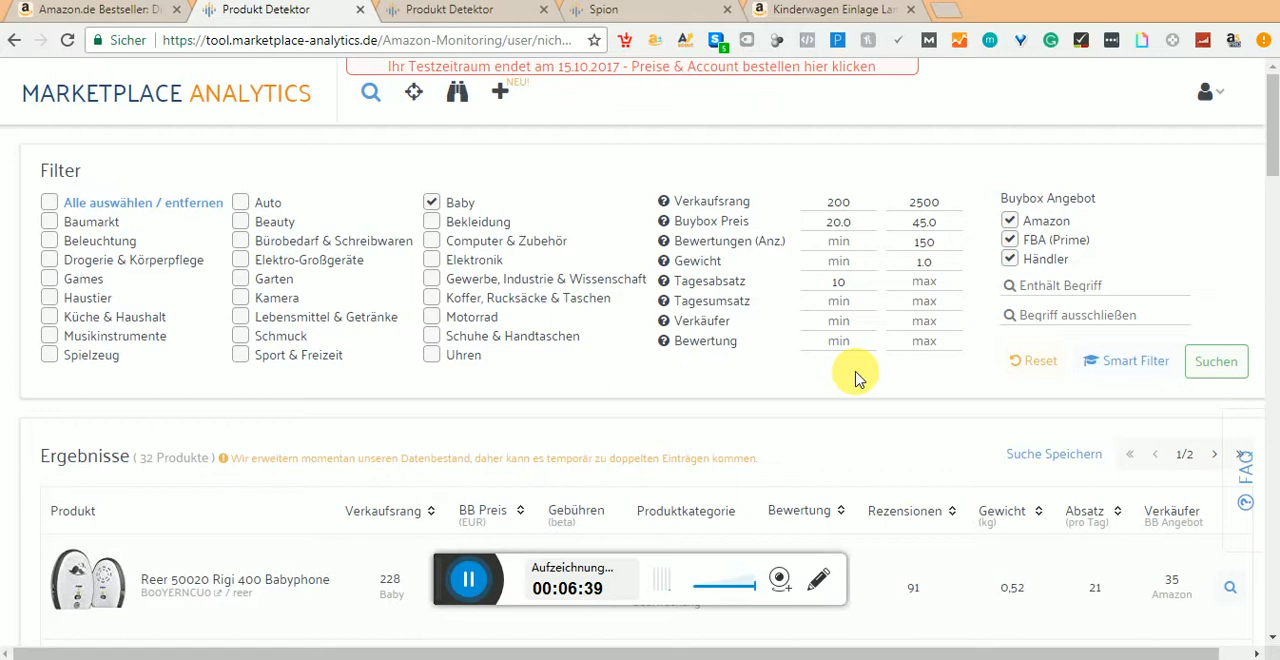 Amazon.de Bestseller: Di
Produkt Detektor
Produkt Detektor
Spion
Kinderwagen Einlage Lar
Sicher
https://tool.marketplace-analytics.de/Amazon-Monitoring/user/nich...
Ihr Testzeitraum endet am 15.10.2017 - Preise & Account bestellen hier klicken
MARKETPLACE ANALYTICS
NEU!
Filter
Alle auswählen / entfernen
Auto
Baby
Verkaufsrang 200 2500
Buybox Angebot
Baumarkt
Beauty
Bekleidung
Buybox Preis 20.0 45.0
Amazon
Beleuchtung
Bürobedarf & Schreibwaren
Computer & Zubehör
Bewertungen (Anz.) min 150
FBA (Prime)
Drogerie & Körperpflege
Elektro-Großgeräte
Elektronik
Gewicht min 1.0
Händler
Games
Garten
Gewerbe, Industrie & Wissenschaft
Tagesabsatz 10 max
Enthält Begriff
Haustier
Kamera
Koffer, Rucksäcke & Taschen
Tagesumsatz min max
Küche & Haushalt
Lebensmittel & Getränke
Motorrad
Verkäufer min max
Begriff ausschließen
Musikinstrumente
Schmuck
Schuhe & Handtaschen
Bewertung min max
Spielzeug
Sport & Freizeit
Uhren
Reset
Smart Filter
Suchen
Ergebnisse ( 32 Produkte )
Wir erweitern momentan unseren Datenbestand, daher kann es temporär zu doppelten Einträgen kommen.
Suche Speichern
« ‹ 1/2 › »
FAQ
Produkt
Verkaufsrang
BB Preis
(EUR)
Gebühren
(beta)
Produktkategorie
Bewertung
Rezensionen
Gewicht
(kg)
Absatz
(pro Tag)
Verkäufer
BB Angebot
Reer 50020 Rigi 400 Babyphone
B00YERNCU0 / reer
228
Baby
Aufzeichnung...
00:06:39
91
0,52
21
35
Amazon